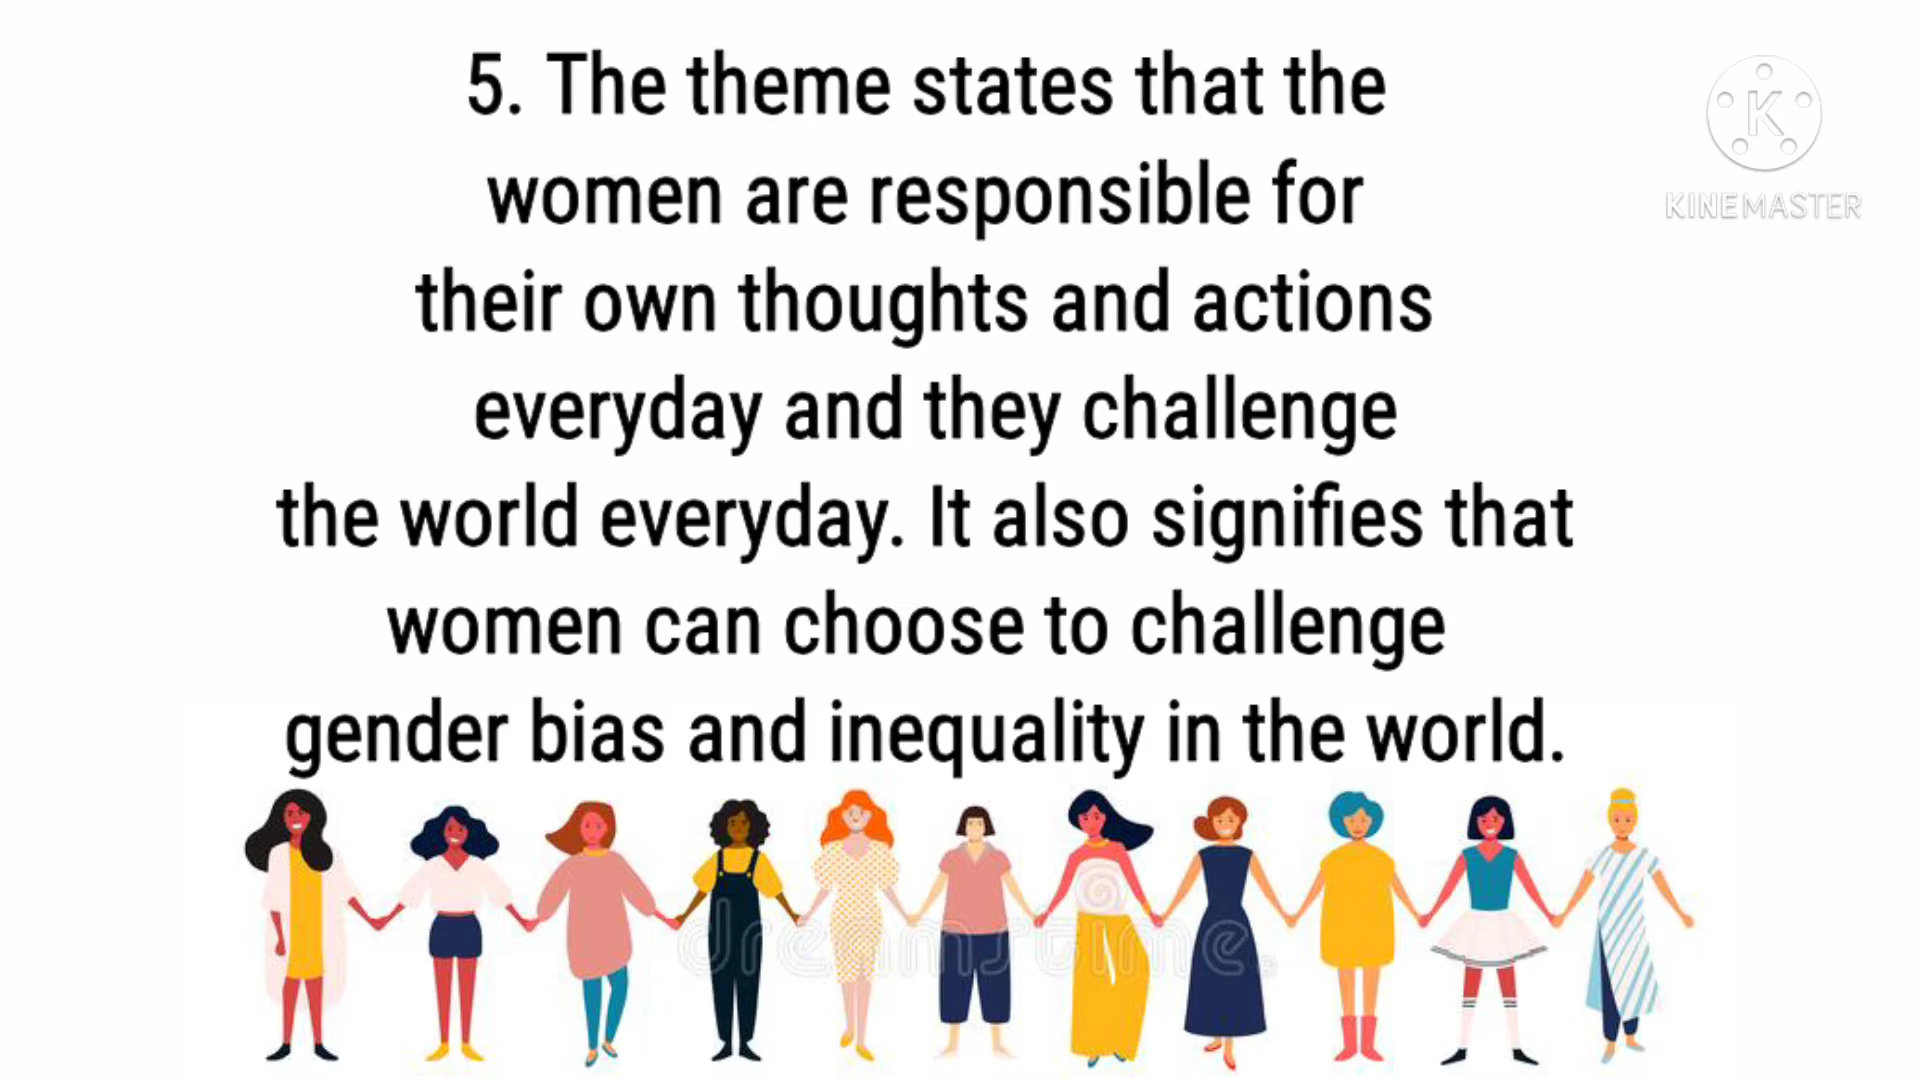 5. The theme states that the
women are responsible for
their own thoughts and actions
everyday and they challenge
the world everyday. It also signifies that
women can choose to challenge
gender bias and inequality in the world.
K
KINEMASTER
dreamstime.